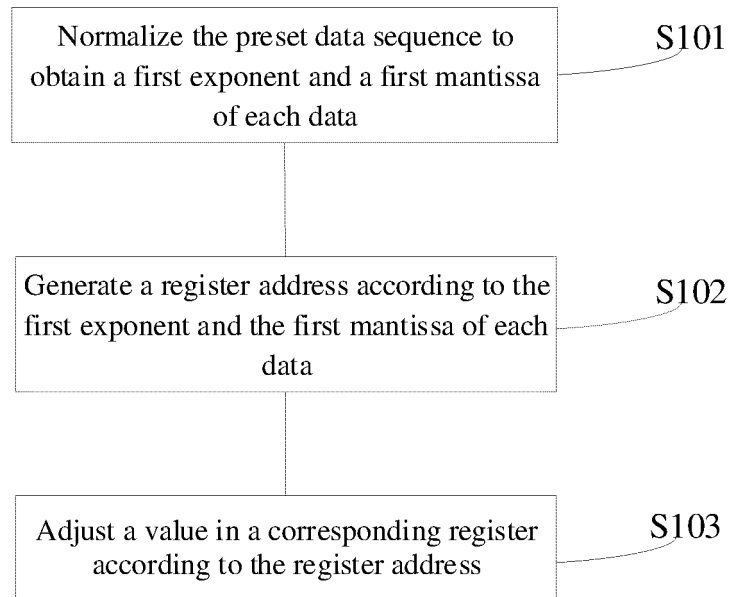 Normalize the preset data sequence to
obtain a first exponent and a first mantissa
of each data
S101
Generate a register address according to the
first exponent and the first mantissa of each
data
S102
Adjust a value in a corresponding register
according to the register address
S103